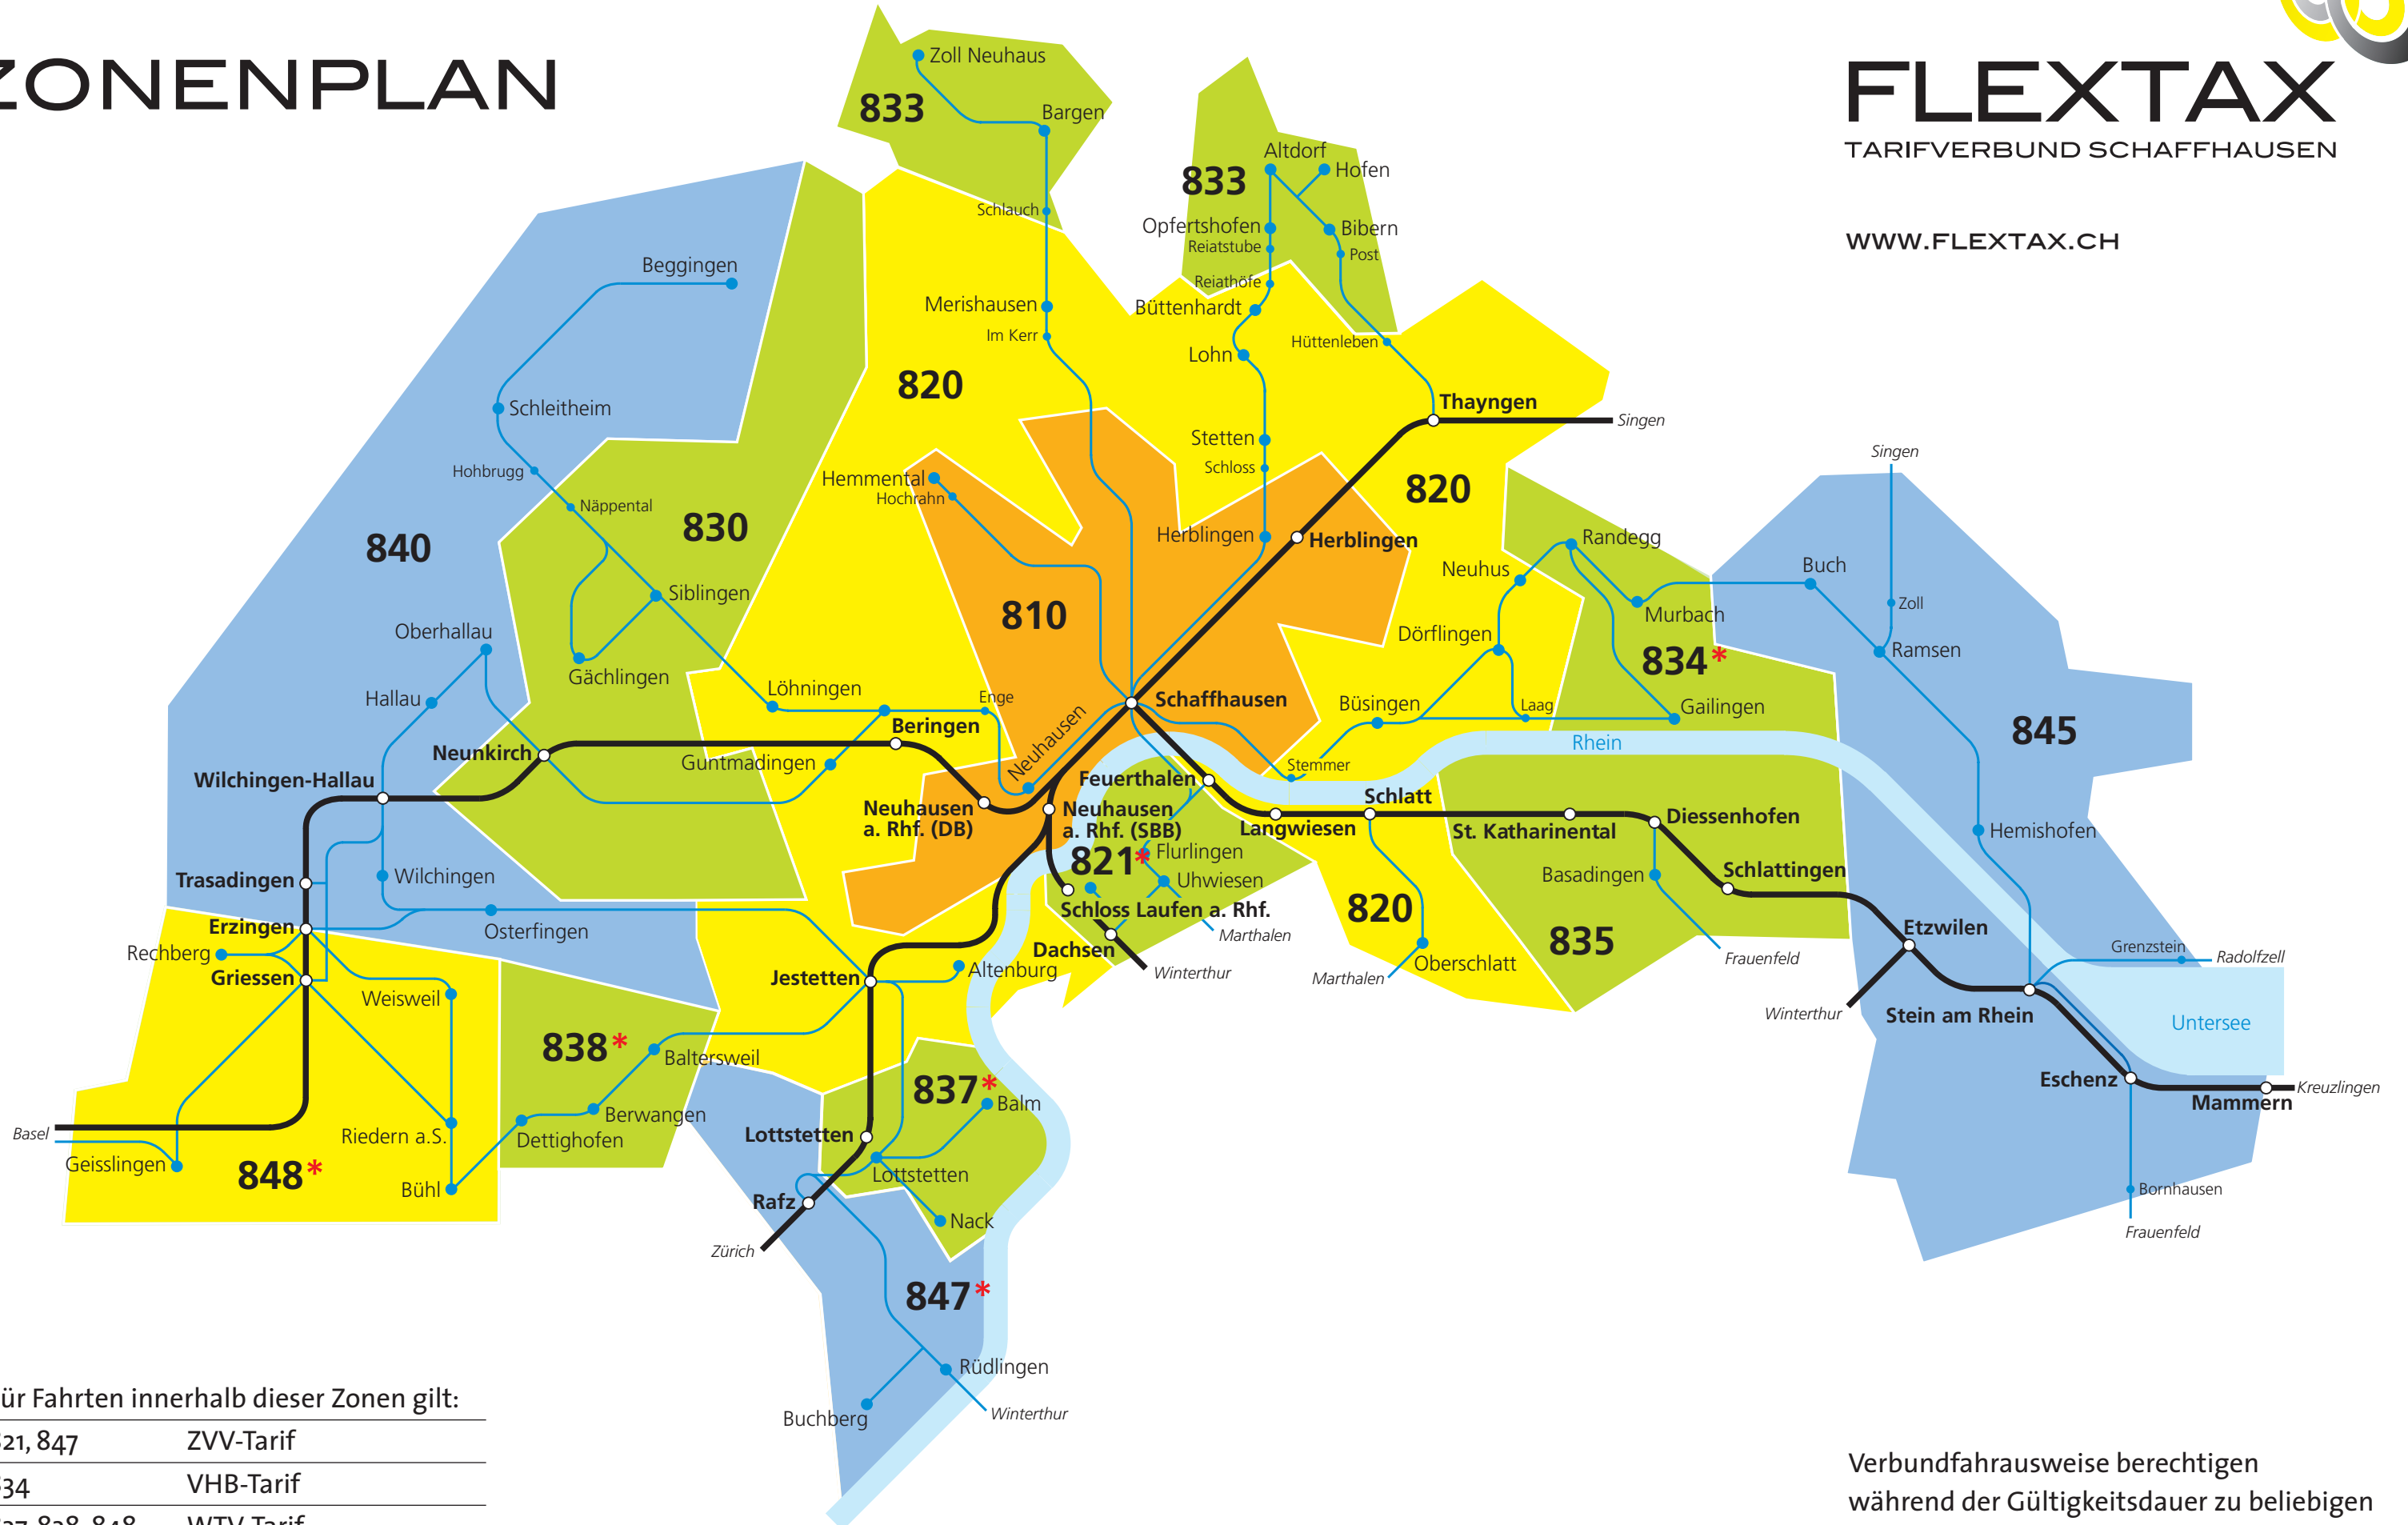 ZONENPLAN
FLEXTAX
TARIFVERBUND SCHAFFHAUSEN
WWW.FLEXTAX.CH
Zoll Neuhaus
833
Bargen
Schlauch
833
Altdorf
Hofen
Opfertshofen
Reiatstube
Bibern
Post
Reiathöfe
Büttenhardt
Beggingen
Merishausen
Im Kerr
Lohn
Hüttenleben
820
Schleitheim
Thayngen
Singen
Stetten
Schloss
Singen
Hohbrugg
Näppental
Hemmental
Hochrahn
820
830
840
Herblingen
Herblingen
Randegg
Neuhus
Buch
Siblingen
810
Murbach
Zoll
Oberhallau
Dörflingen
834*
Ramsen
Gächlingen
Hallau
Löhningen
Enge
Schaffhausen
Büsingen
Laag
Gailingen
845
Beringen
Neuhausen
Rhein
Neunkirch
Guntmadingen
Stemmer
Wilchingen-Hallau
Feuerthalen
Neuhausen
a. Rhf. (DB)
Neuhausen
a. Rhf. (SBB)
Schlatt
Langwiesen
St. Katharinental
Diessenhofen
Hemishofen
821*
Flurlingen
Trasadingen
Wilchingen
Uhwiesen
Basadingen
Schlattingen
Schloss Laufen a. Rhf.
820
Erzingen
Osterfingen
Marthalen
835
Etzwilen
Rechberg
Dachsen
Winterthur
Frauenfeld
Grenzstein
Radolfzell
Griessen
Jestetten
Altenburg
Marthalen
Oberschlatt
Weisweil
Winterthur
Stein am Rhein
Untersee
838*
Baltersweil
837*
Balm
Eschenz
Kreuzlingen
Mammern
Berwangen
Basel
Riedern a.S.
Dettighofen
Lottstetten
Geisslingen
848*
Bühl
Lottstetten
Rafz
Nack
Bornhausen
Zürich
Frauenfeld
847*
Rüdlingen
Buchberg
Winterthur
ür Fahrten innerhalb dieser Zonen gilt:
21, 847 ZVV-Tarif
34 VHB-Tarif
WTV-Tarif
Verbundfahrausweise berechtigen
während der Gültigkeitsdauer zu beliebigen